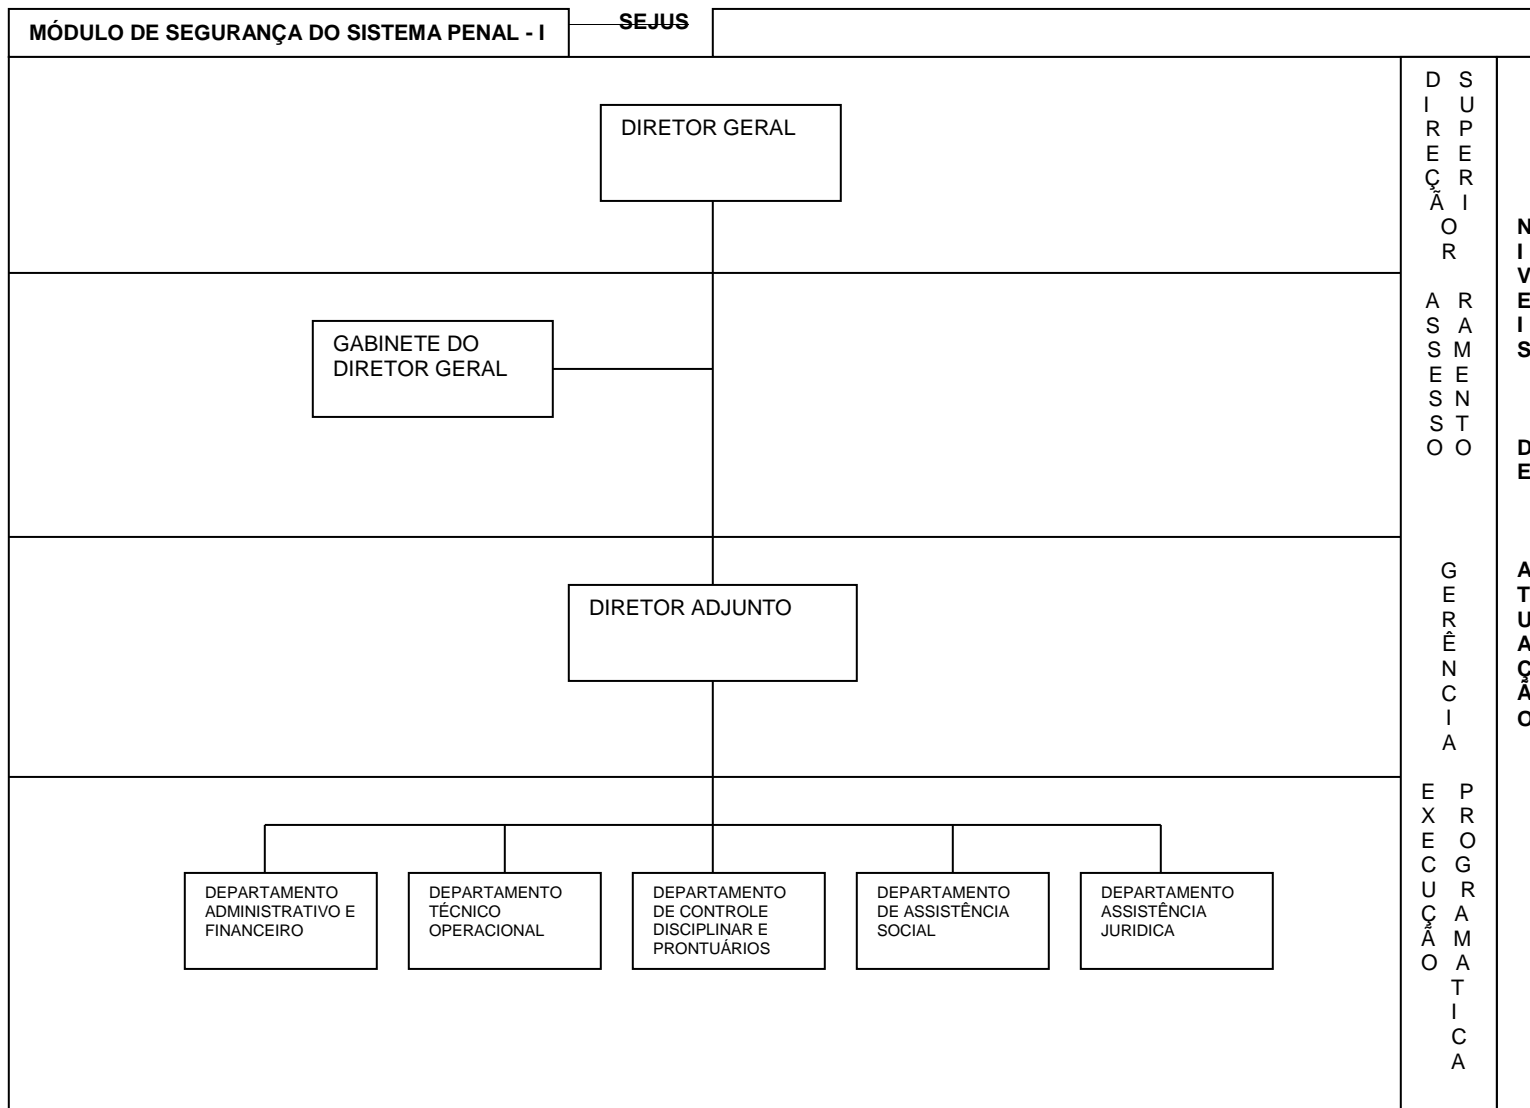 MÓDULO DE SEGURANÇA DO SISTEMA PENAL - I
SEJUS
DIRETOR GERAL
GABINETE DO
DIRETOR GERAL
DIRETOR ADJUNTO
DEPARTAMENTO
ADMINISTRATIVO E
FINANCEIRO
DEPARTAMENTO
TÉCNICO
OPERACIONAL
DEPARTAMENTO
DE CONTROLE
DISCIPLINAR E
PRONTUÁRIOS
DEPARTAMENTO
DE ASSISTÊNCIA
SOCIAL
DEPARTAMENTO
ASSISTÊNCIA
JURIDICA
DIREÇÃO
SUPERIOR
ASSESSO
RAMENTO
GERÊNCIA
EXECUÇÃO
PROGRAMATICA
NIVEIS
DE
ATUAÇÃO